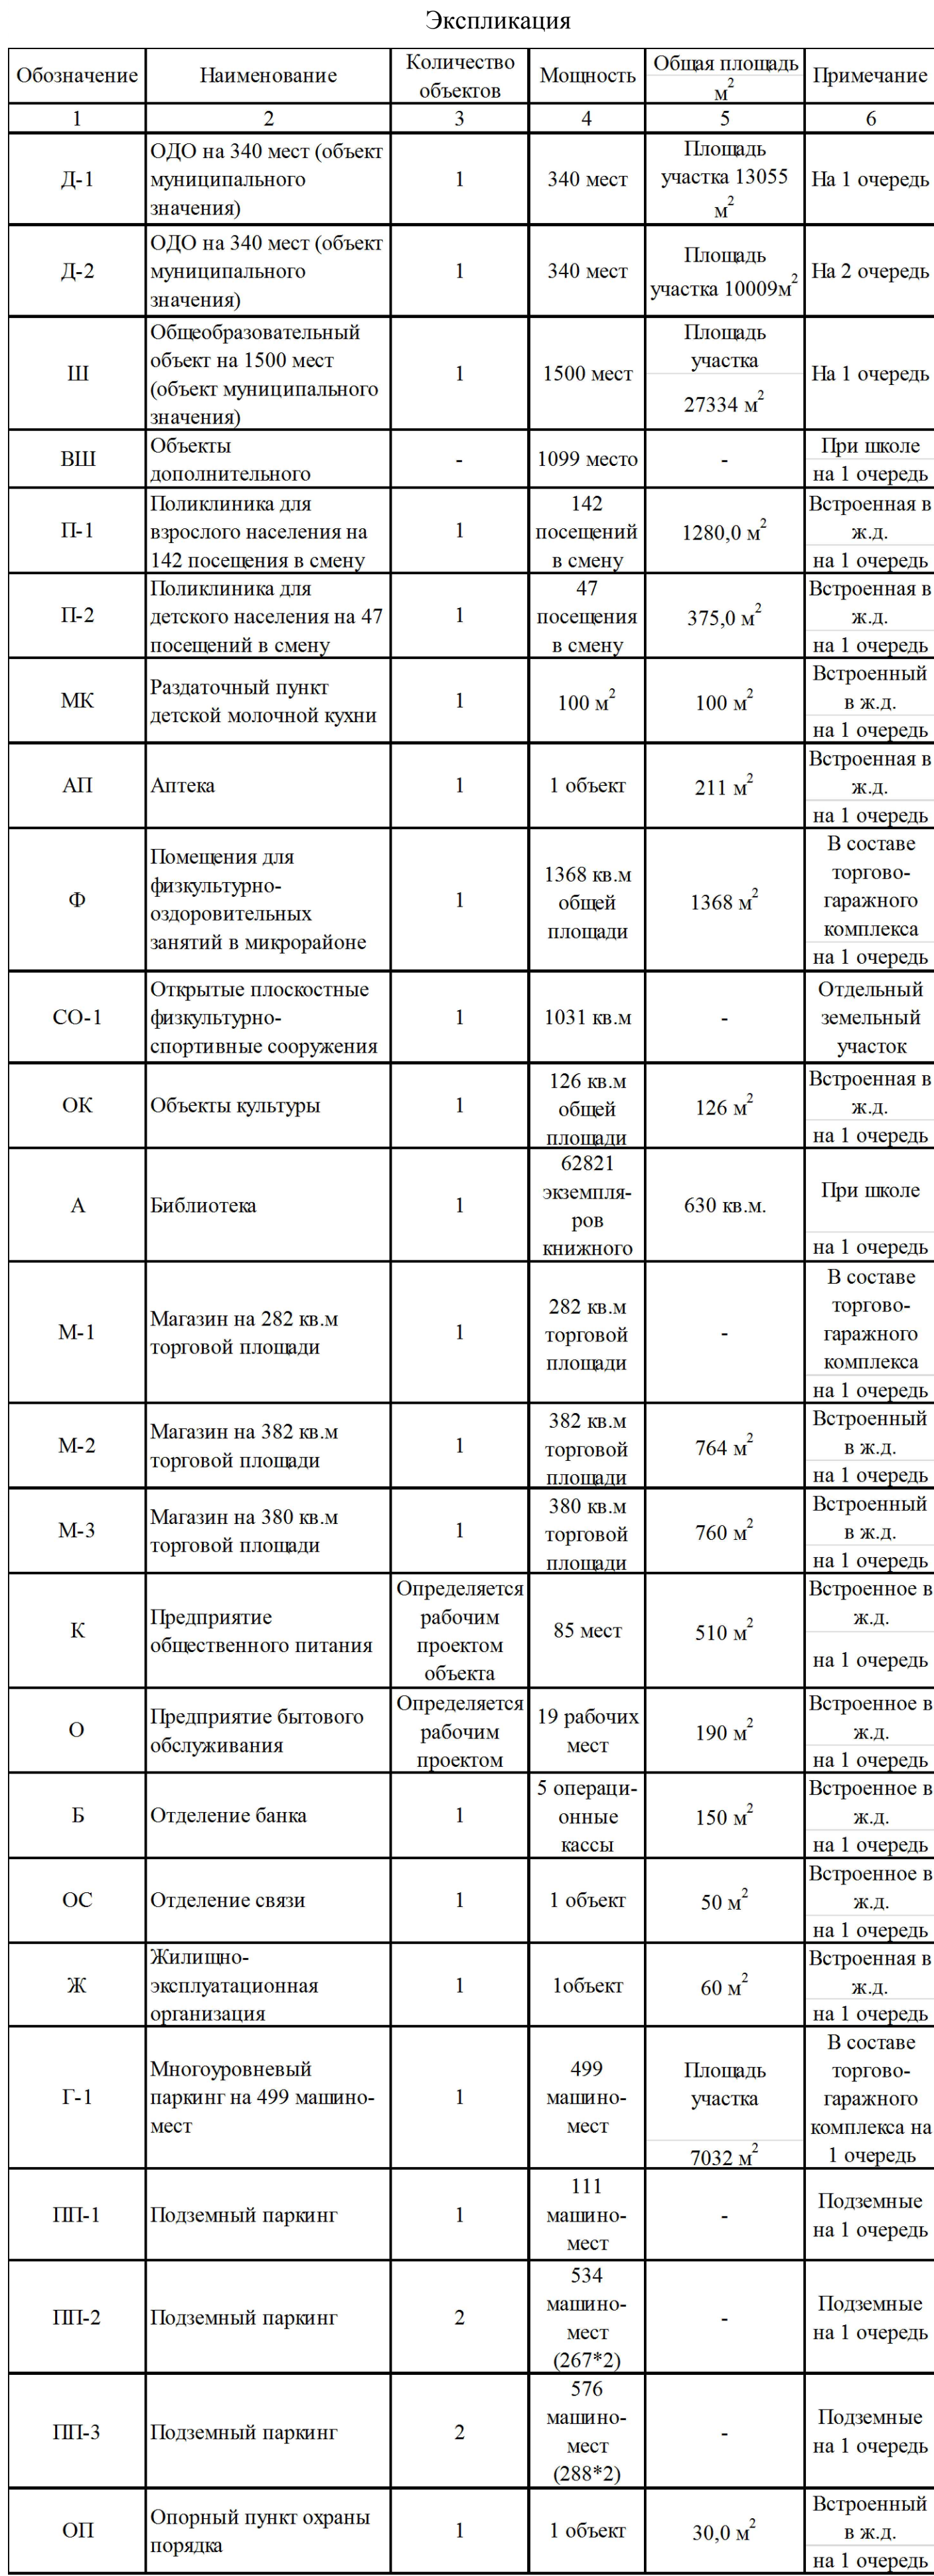 Экспликация
Обозначение
Наименование
Количество
объектов
Мощность
Общая площадь
м²
Примечание
1
2
3
4
5
6
Д-1
ОДО на 340 мест (объект
муниципального
значения)
1
340 мест
Площадь
участка 13055
м²
На 1 очередь
Д-2
ОДО на 340 мест (объект
муниципального
значения)
1
340 мест
Площадь
участка 10009м²
На 2 очередь
Ш
Общеобразовательный
объект на 1500 мест
(объект муниципального
значения)
1
1500 мест
Площадь
участка
27334 м²
На 1 очередь
ВШ
Объекты
дополнительного
-
1099 место
-
При школе
на 1 очередь
П-1
Поликлиника для
взрослого населения на
142 посещения в смену
1
142
посещений
в смену
1280,0 м²
Встроенная в
ж.д.
на 1 очередь
П-2
Поликлиника для
детского населения на 47
посещений в смену
1
47
посещения
в смену
375,0 м²
Встроенная в
ж.д.
на 1 очередь
МК
Раздаточный пункт
детской молочной кухни
1
100 м²
100 м²
Встроенный
в ж.д.
на 1 очередь
АП
Аптека
1
1 объект
211 м²
Встроенная в
ж.д.
на 1 очередь
Ф
Помещения для
физкультурно-
оздоровительных
занятий в микрорайоне
1
1368 кв.м
общей
площади
1368 м²
В составе
торгово-
гаражного
комплекса
на 1 очередь
СО-1
Открытые плоскостные
физкультурно-
спортивные сооружения
1
1031 кв.м
-
Отдельный
земельный
участок
ОК
Объекты культуры
1
126 кв.м
общей
площади
126 м²
Встроенная в
ж.д.
на 1 очередь
А
Библиотека
1
62821
экземпля-
ров
книжного
630 кв.м.
При школе
на 1 очередь
М-1
Магазин на 282 кв.м
торговой площади
1
282 кв.м
торговой
площади
-
В составе
торгово-
гаражного
комплекса
на 1 очередь
М-2
Магазин на 382 кв.м
торговой площади
1
382 кв.м
торговой
площади
764 м²
Встроенный
в ж.д.
на 1 очередь
М-3
Магазин на 380 кв.м
торговой площади
1
380 кв.м
торговой
площади
760 м²
Встроенный
в ж.д.
на 1 очередь
К
Предприятие
общественного питания
Определяется
рабочим
проектом
объекта
85 мест
510 м²
Встроенное в
ж.д.
на 1 очередь
О
Предприятие бытового
обслуживания
Определяется
рабочим
проектом
19 рабочих
мест
190 м²
Встроенное в
ж.д.
на 1 очередь
Б
Отделение банка
1
5 операци-
онные
кассы
150 м²
Встроенное в
ж.д.
на 1 очередь
ОС
Отделение связи
1
1 объект
50 м²
Встроенное в
ж.д.
на 1 очередь
Ж
Жилищно-
эксплуатационная
организация
1
1объект
60 м²
Встроенная в
ж.д.
на 1 очередь
Г-1
Многоуровневый
паркинг на 499 машино-
мест
1
499
машино-
мест
Площадь
участка
7032 м²
В составе
торгово-
гаражного
комплекса на
1 очередь
ПП-1
Подземный паркинг
1
111
машино-
мест
-
Подземные
на 1 очередь
ПП-2
Подземный паркинг
2
534
машино-
мест
(267*2)
-
Подземные
на 1 очередь
ПП-3
Подземный паркинг
2
576
машино-
мест
(288*2)
-
Подземные
на 1 очередь
ОП
Опорный пункт охраны
порядка
1
1 объект
30,0 м²
Встроенный
в ж.д.
на 1 очередь